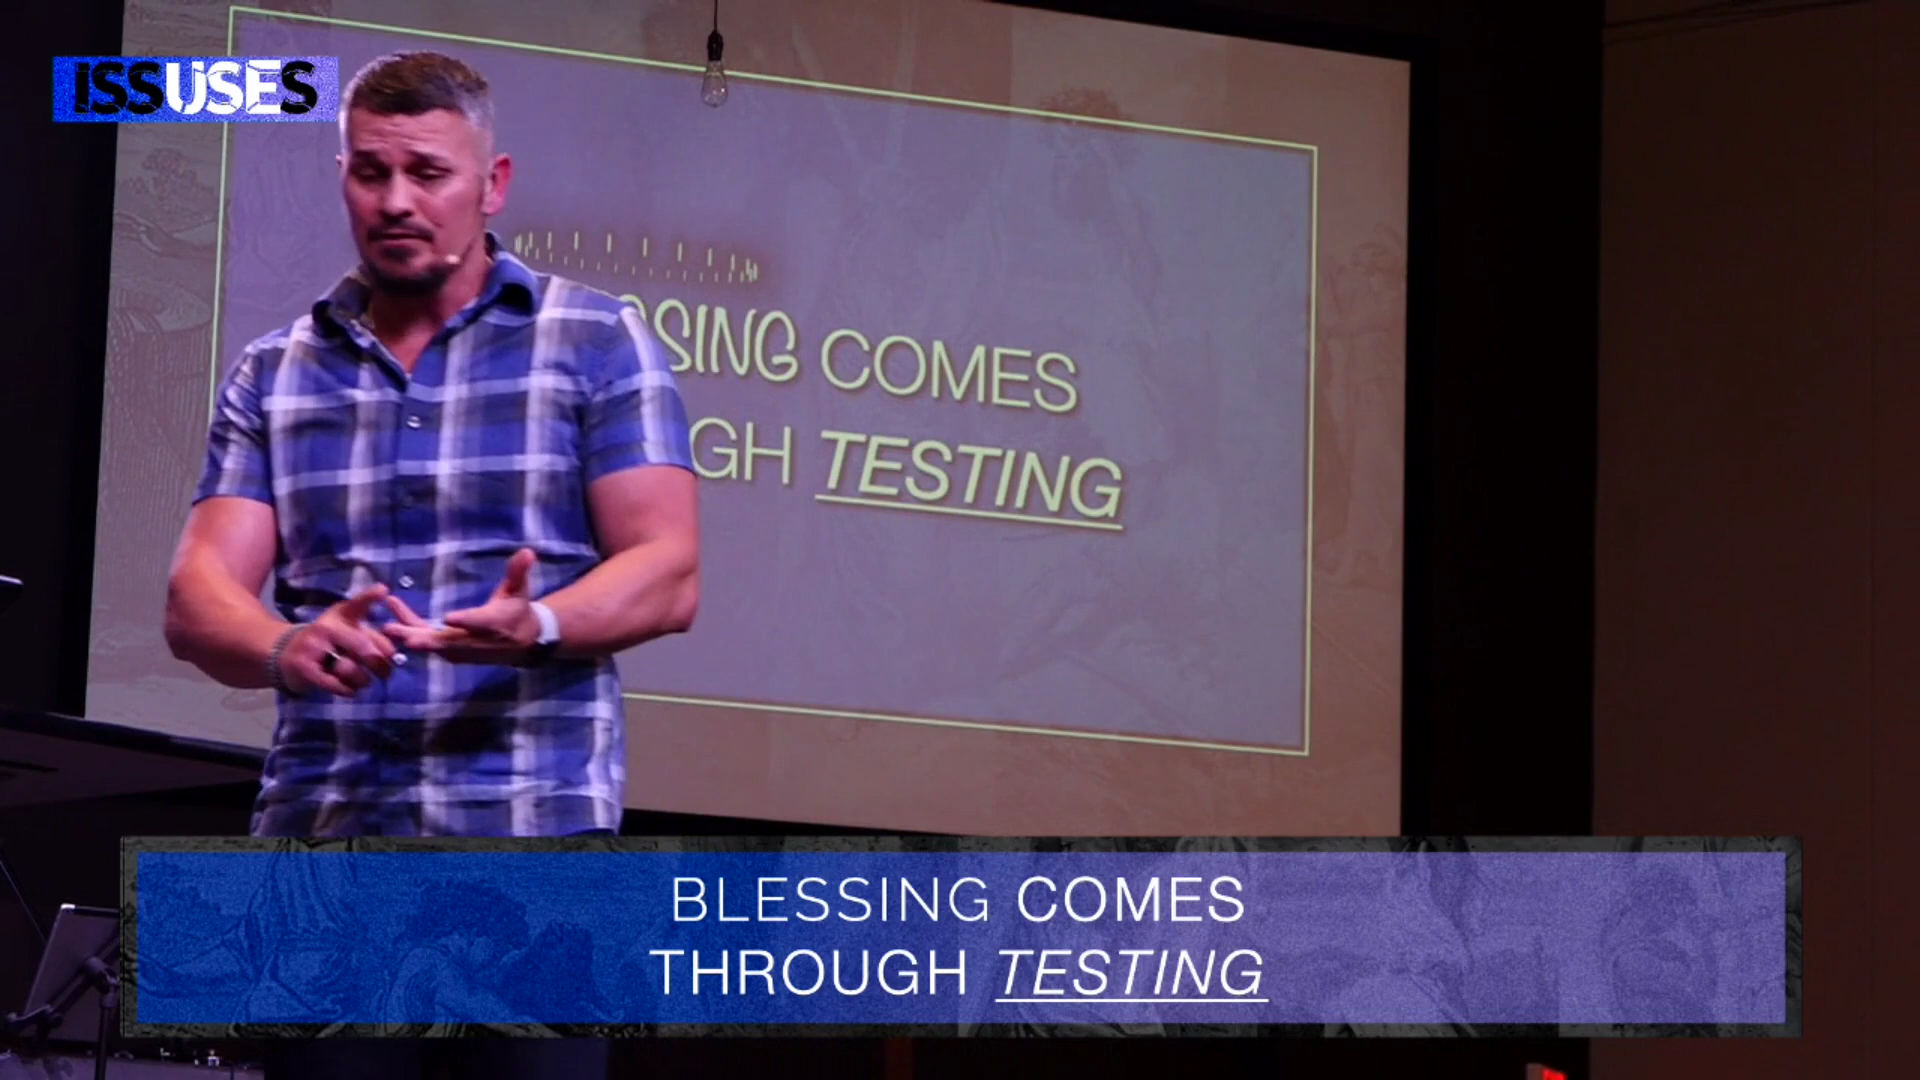 ISSUSES
SING COMES
GH TESTING
BLESSING COMES
THROUGH TESTING